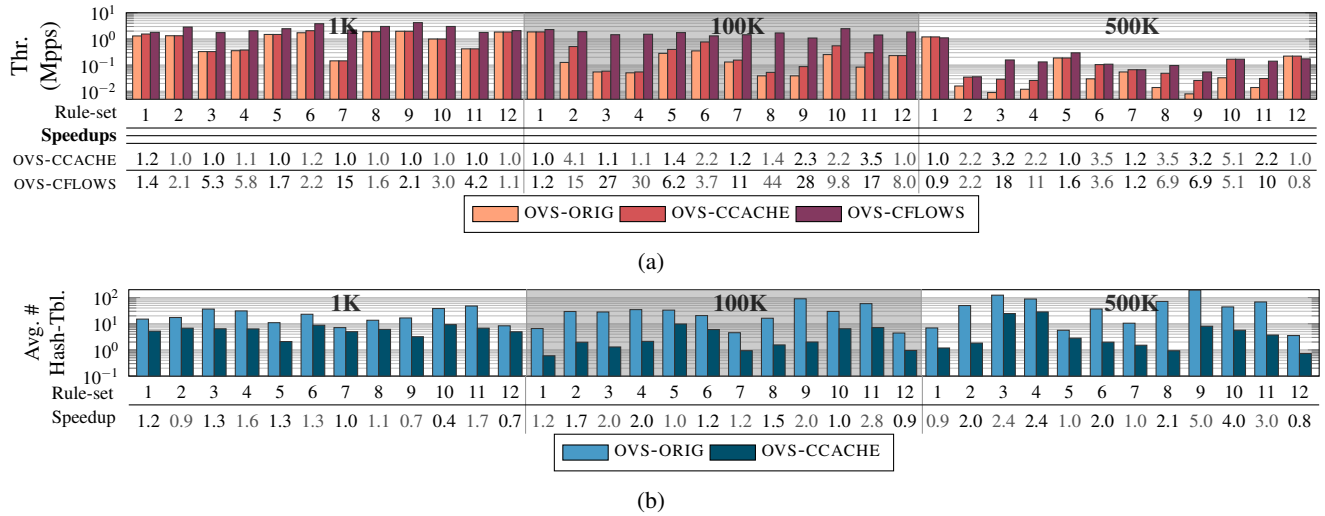 10^1
10^0
10^-1
10^-2
Thr.
(Mpps)
1K
100K
500K
Rule-set 1 2 3 4 5 6 7 8 9 10 11 12 1 2 3 4 5 6 7 8 9 10 11 12 1 2 3 4 5 6 7 8 9 10 11 12
Speedups
OVS-CCACHE 1.2 1.0 1.0 1.1 1.0 1.2 1.0 1.0 1.0 1.0 1.0 1.0 1.0 4.1 1.1 1.1 1.4 2.2 1.2 1.4 2.3 2.2 3.5 1.0 1.0 2.2 3.2 2.2 1.0 3.5 1.2 3.5 3.2 5.1 2.2 1.0
OVS-CFLOWS 1.4 2.1 5.3 5.8 1.7 2.2 15 1.6 2.1 3.0 4.2 1.1 1.2 15 27 30 6.2 3.7 11 44 28 9.8 17 8.0 0.9 2.2 18 11 1.6 3.6 1.2 6.9 6.9 5.1 10 0.8
OVS-ORIG OVS-CCACHE OVS-CFLOWS
(a)
10^2
10^1
10^0
10^-1
Avg. #
Hash-Tbl.
1K
100K
500K
Rule-set 1 2 3 4 5 6 7 8 9 10 11 12 1 2 3 4 5 6 7 8 9 10 11 12 1 2 3 4 5 6 7 8 9 10 11 12
Speedup 1.2 0.9 1.3 1.6 1.3 1.3 1.0 1.1 0.7 0.4 1.7 0.7 1.2 1.7 2.0 2.0 1.0 1.2 1.2 1.5 2.0 1.0 2.8 0.9 0.9 2.0 2.4 2.4 1.0 2.0 1.0 2.1 5.0 4.0 3.0 0.8
OVS-ORIG OVS-CCACHE
(b)